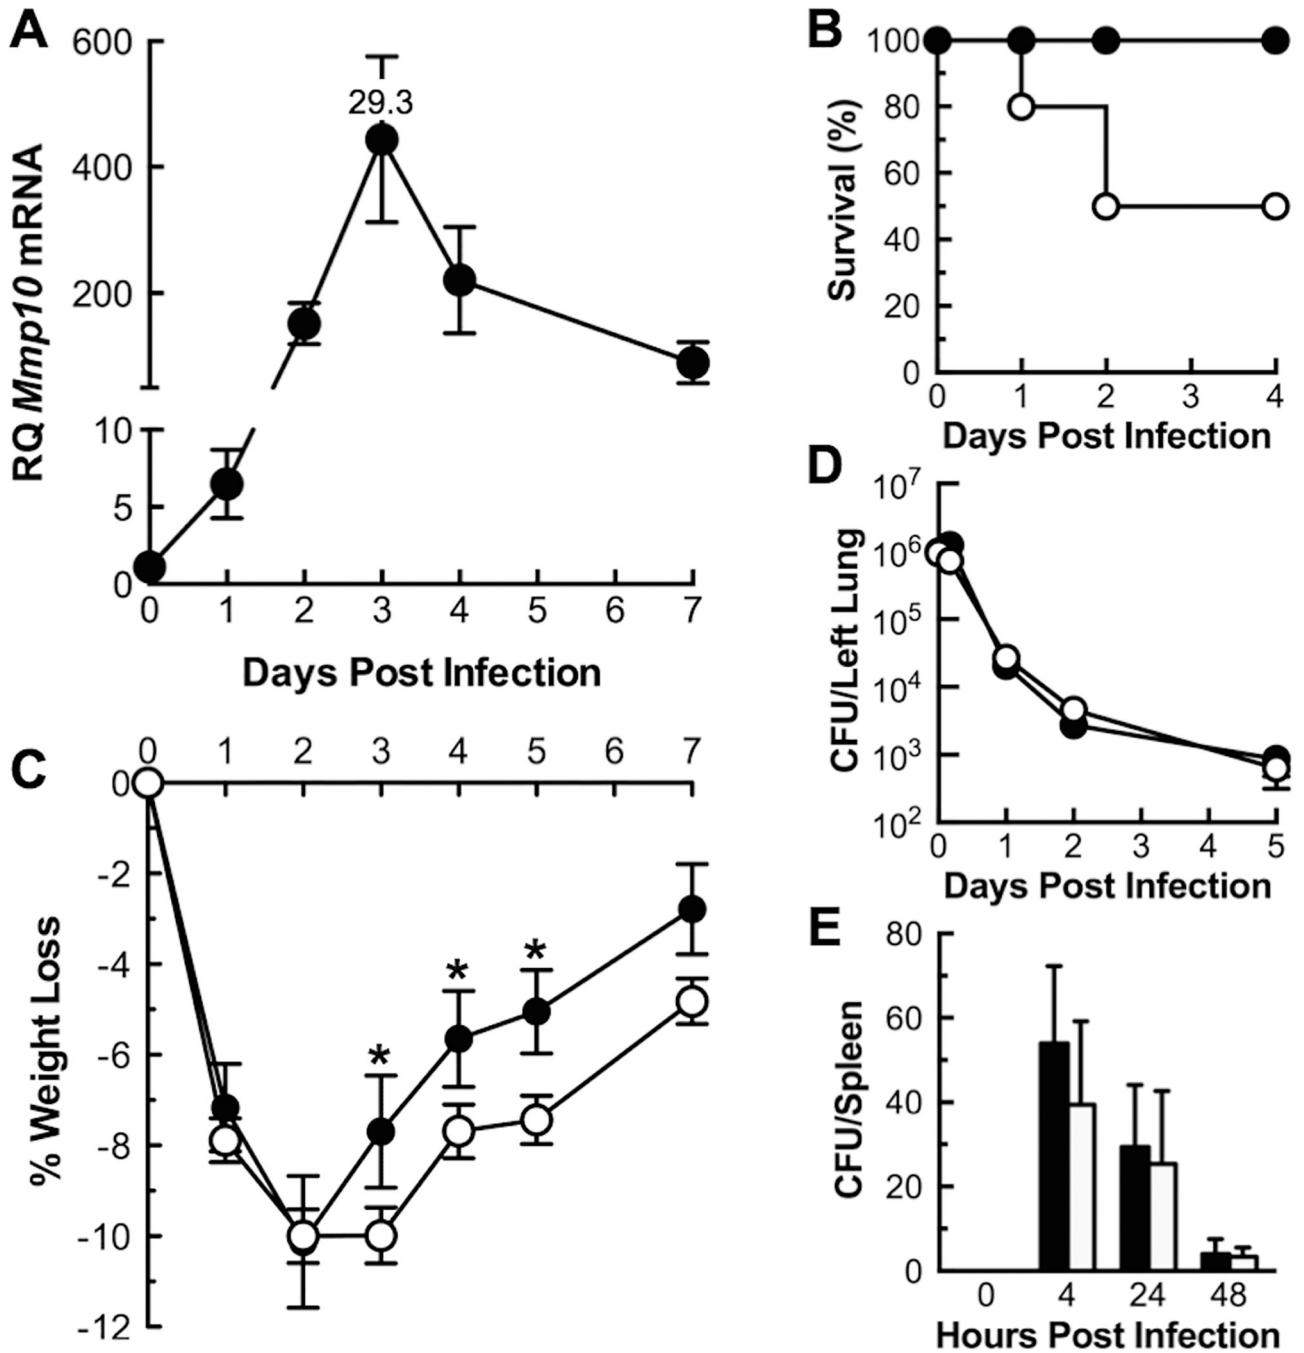 A
600
400
200
10
5
0
RQ Mmp10 mRNA
29.3
0 1 2 3 4 5 6 7
Days Post Infection
B
100
80
60
40
20
0
Survival (%)
0 1 2 3 4
Days Post Infection
C
0 1 2 3 4 5 6 7
0
-2
-4
-6
-8
-10
-12
% Weight Loss
* * *
D
10⁷
10⁶
10⁵
10⁴
10³
10²
CFU/Left Lung
0 1 2 3 4 5
Days Post Infection
E
80
60
40
20
0
CFU/Spleen
0 4 24 48
Hours Post Infection